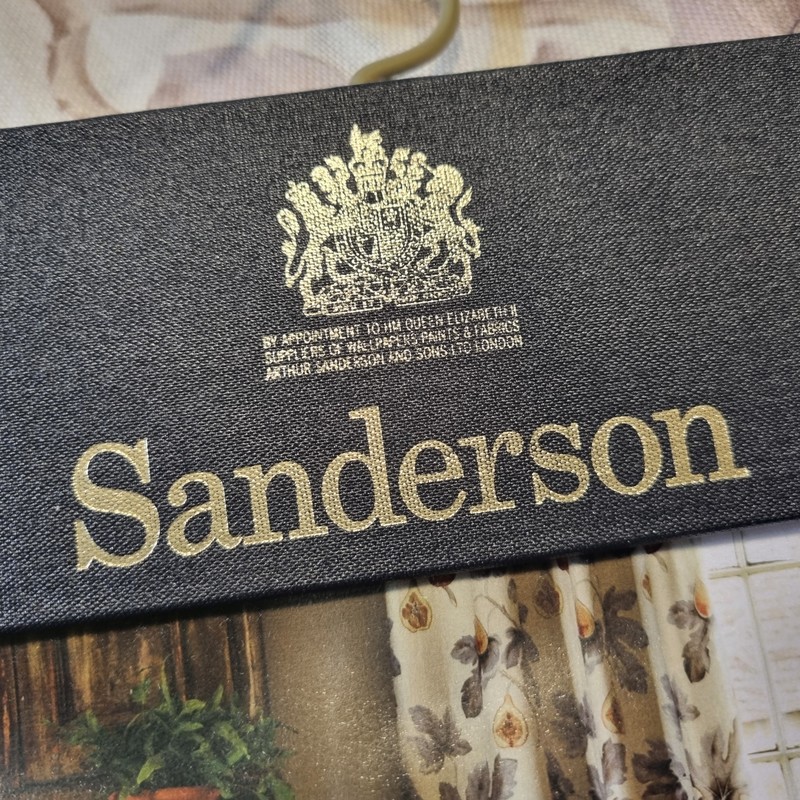 BY APPOINTMENT TO HM QUEEN ELIZABETH II
SUPPLIERS OF WALLPAPERS PAINTS & FABRICS
ARTHUR SANDERSON AND SONS LTD LONDON
Sanderson